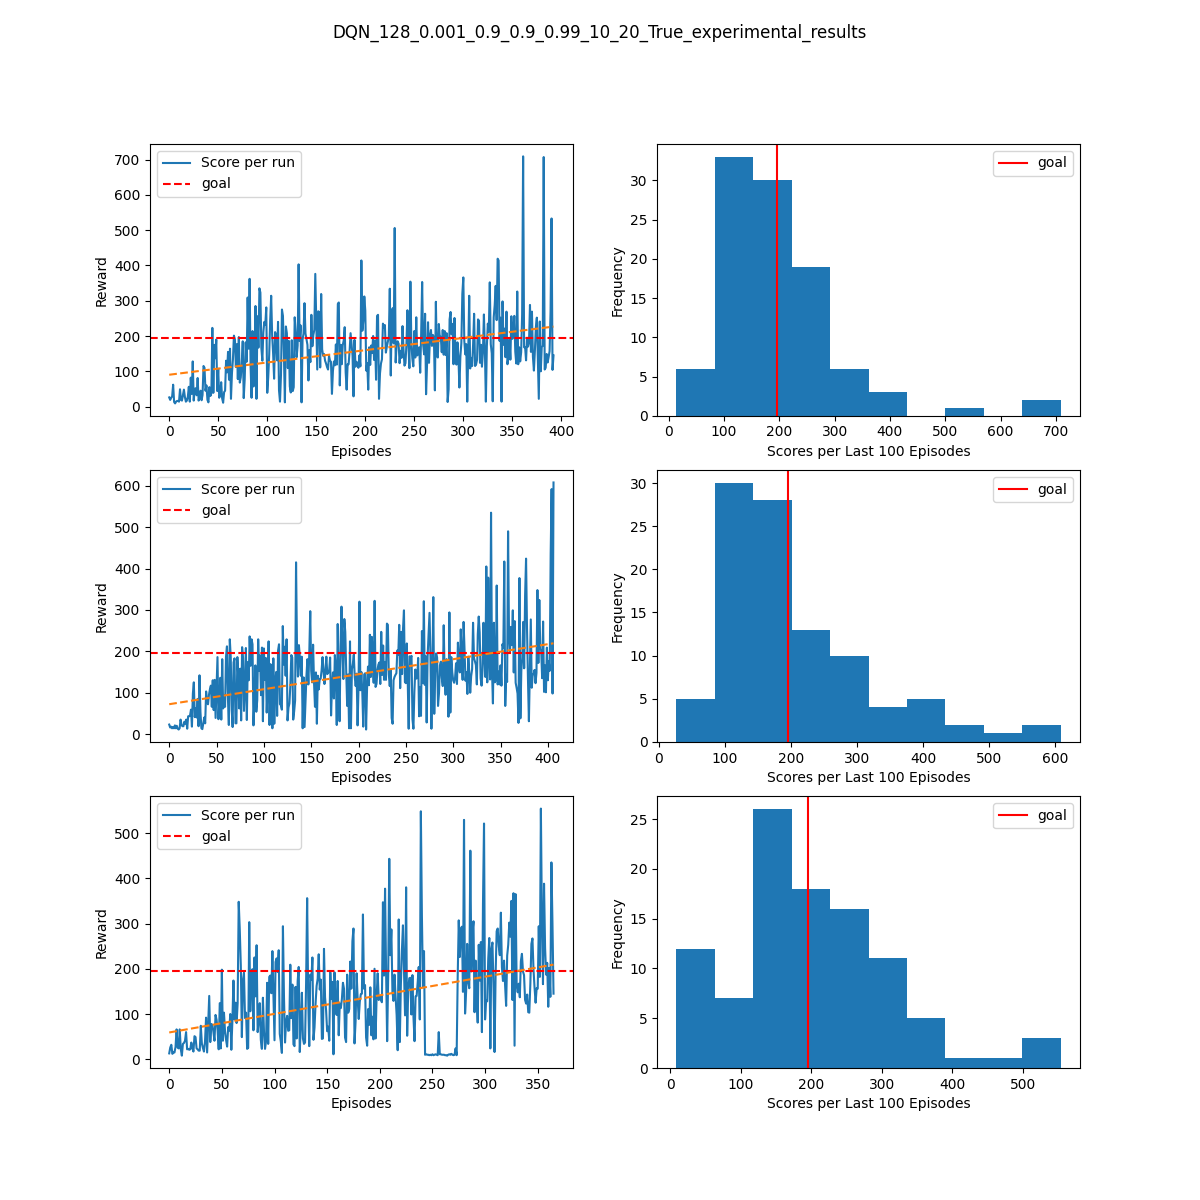 DQN_128_0.001_0.9_0.9_0.99_10_20_True_experimental_results
Score per run
goal
Reward
700
600
500
400
300
200
100
0
0 50 100 150 200 250 300 350 400
Episodes
goal
Frequency
30
25
20
15
10
5
0
0 100 200 300 400 500 600 700
Scores per Last 100 Episodes
Score per run
goal
Reward
600
500
400
300
200
100
0
0 50 100 150 200 250 300 350 400
Episodes
goal
Frequency
30
25
20
15
10
5
0
0 100 200 300 400 500 600
Scores per Last 100 Episodes
Score per run
goal
Reward
500
400
300
200
100
0
0 50 100 150 200 250 300 350
Episodes
goal
Frequency
25
20
15
10
5
0
0 100 200 300 400 500
Scores per Last 100 Episodes